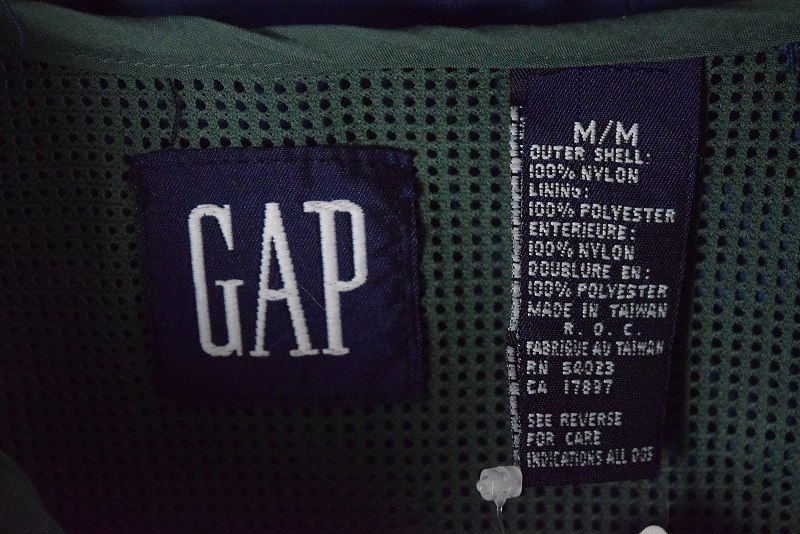 GAP
M/M
OUTER SHELL:
100% NYLON
LINING:
100% POLYESTER
ENTERIEURE:
100% NYLON
DOUBLURE EN:
100% POLYESTER
MADE IN TAIWAN
R. O. C.
FABRIQUE AU TAIWAN
RN 54023
CA 17837
SEE REVERSE
FOR CARE
INDICATIONS ALL DOS